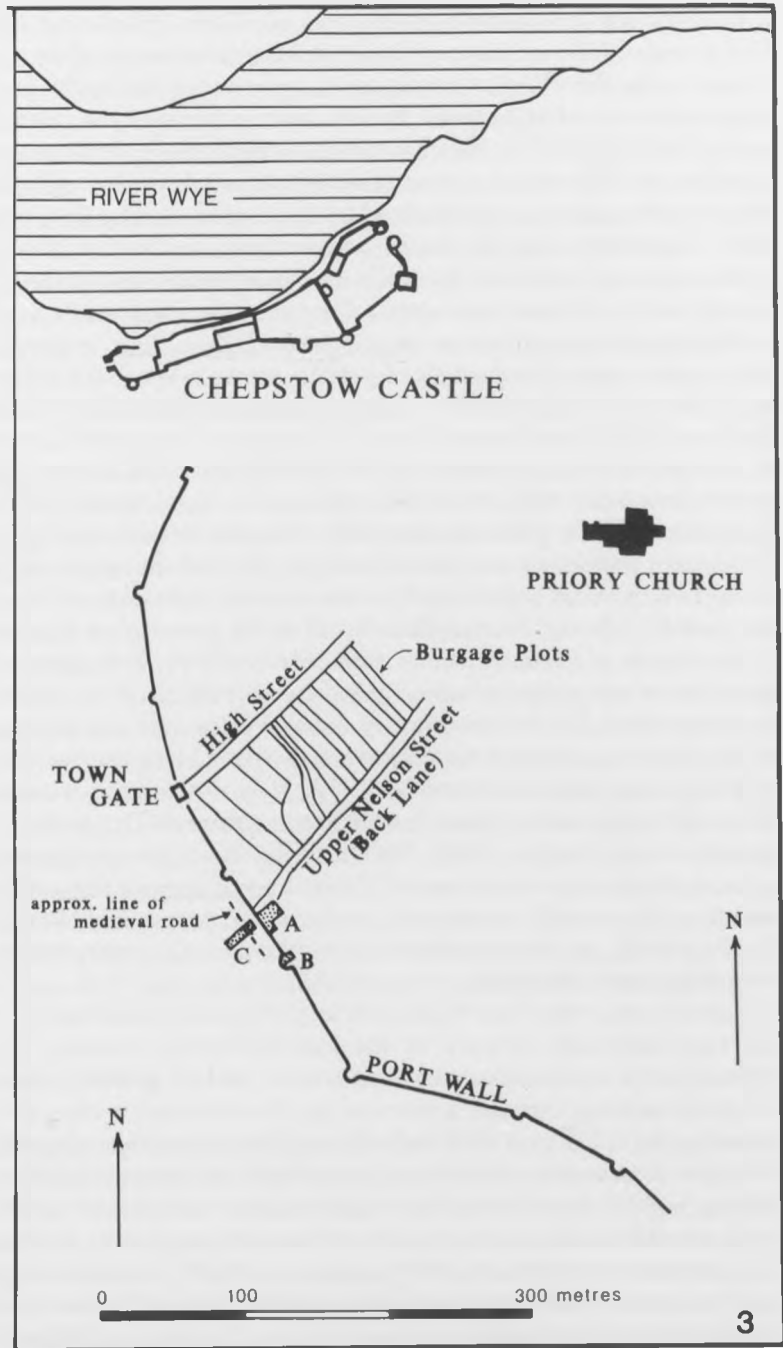 RIVER WYE
CHEPSTOW CASTLE
PRIORY CHURCH
Burgage Plots
High Street
TOWN
GATE
Upper Nelson Street
(Back Lane)
approx. line of
medieval road
A
C
B
PORT WALL
N
N
0 100 300 metres
3